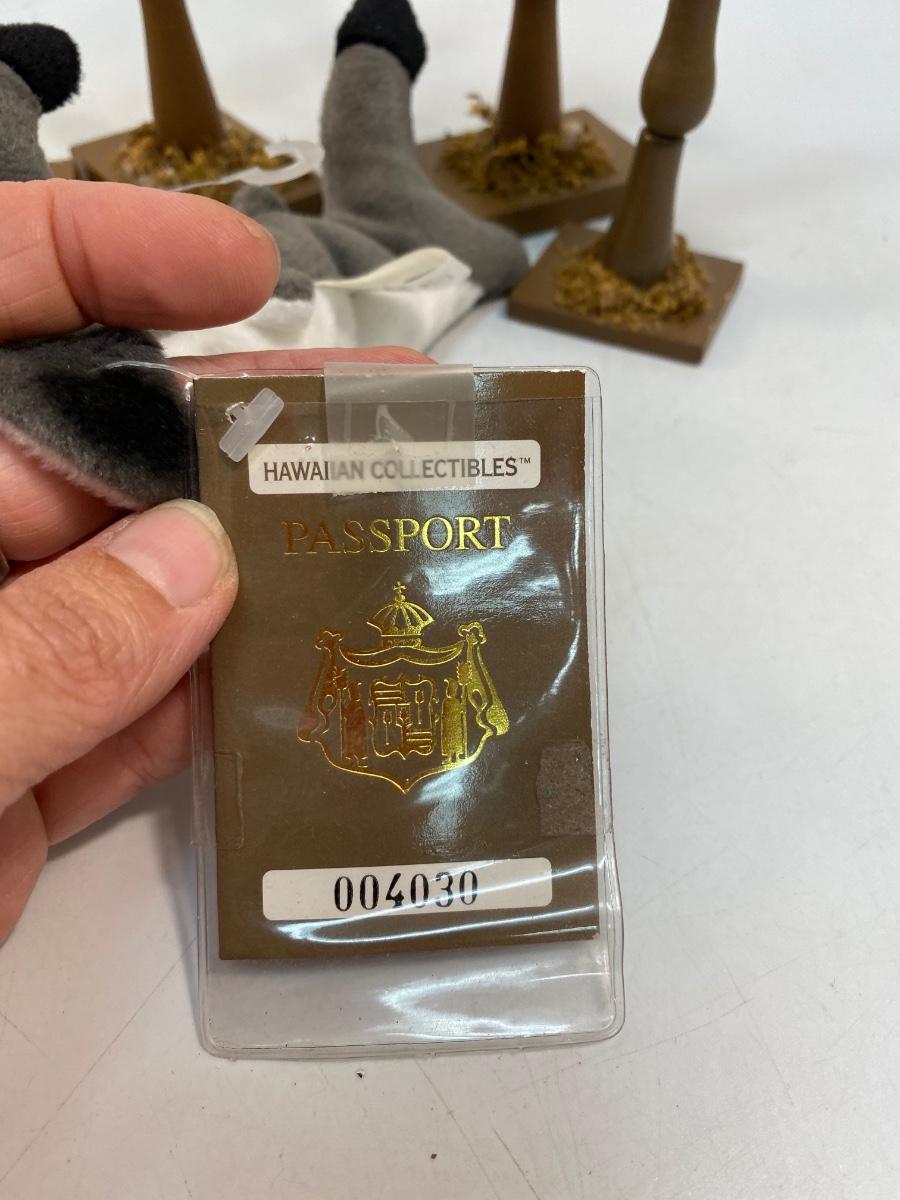 HAWAIIAN COLLECTIBLES™
PASSPORT
004030